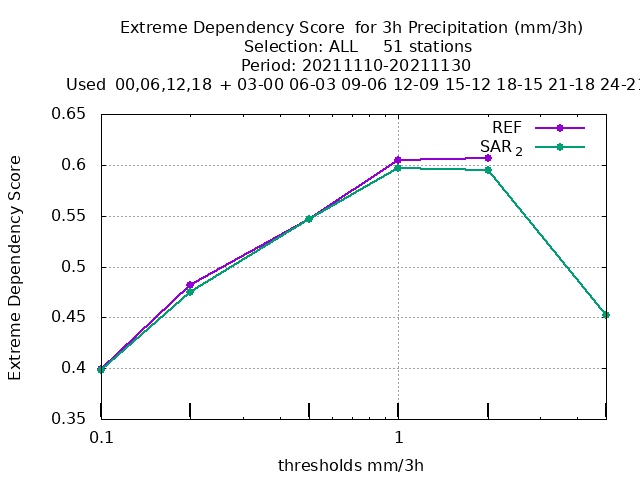 Extreme Dependency Score  for 3h Precipitation (mm/3h)
Selection: ALL     51 stations
Period: 20211110-20211130
Used  00,06,12,18  + 03-00 06-03 09-06 12-09  15-12  18-15  21-18  24-21
REF
SAR 2
0.65
0.6
0.55
0.5
0.45
0.4
0.35
Extreme Dependency Score
0.1
1
thresholds mm/3h